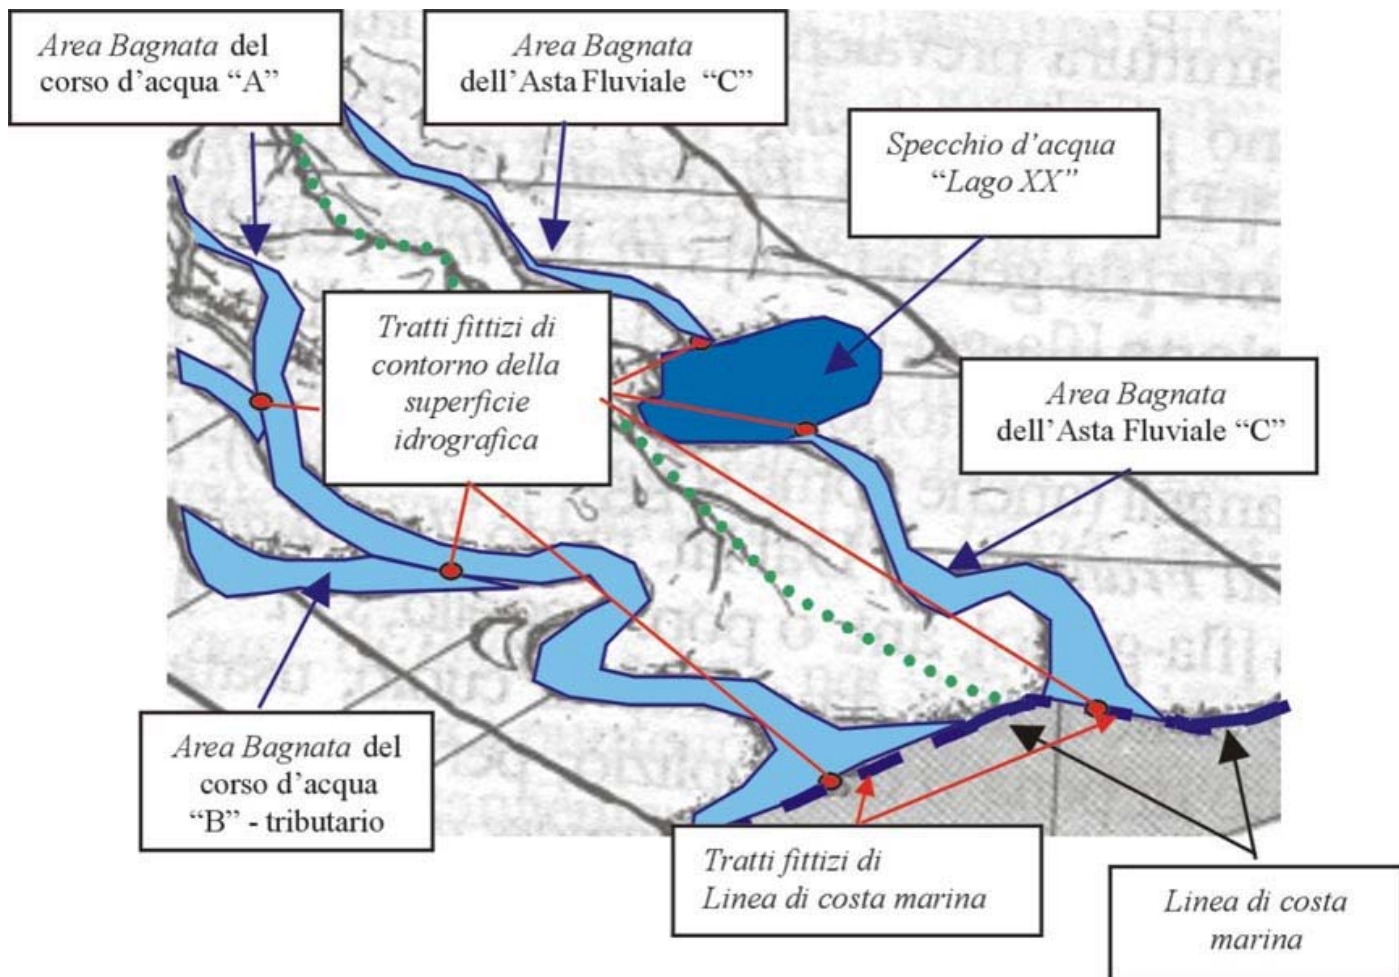 Area Bagnata del
corso d'acqua “A”
Area Bagnata
dell'Asta Fluviale “C”
Specchio d'acqua
“Lago XX”
Tratti fittizi di
contorno della
superficie
idrografica
Area Bagnata
dell'Asta Fluviale “C”
Area Bagnata del
corso d'acqua
“B” - tributario
Tratti fittizi di
Linea di costa marina
Linea di costa
marina